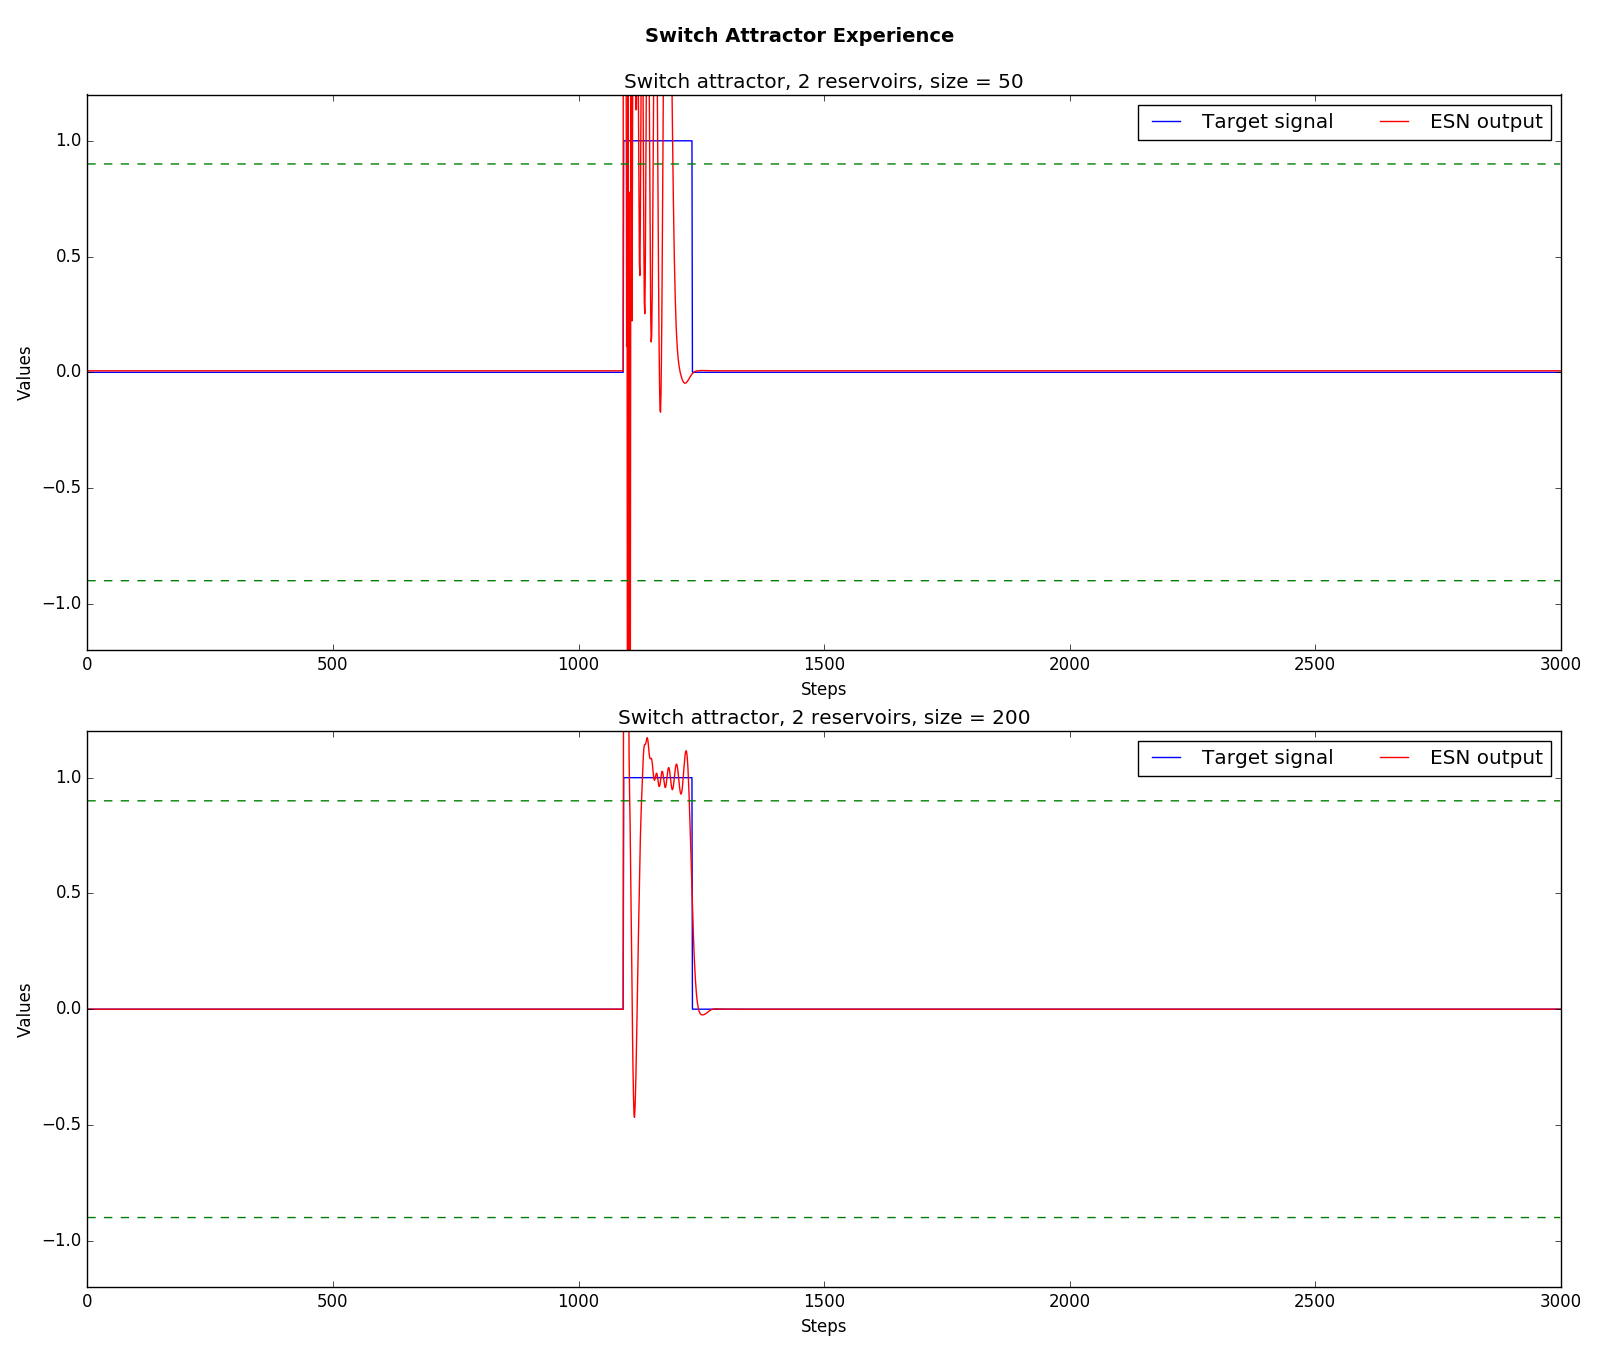 Switch Attractor Experience
Switch attractor, 2 reservoirs, size = 50
Target signal ESN output
1.0
0.5
0.0
−0.5
−1.0
Values
0 500 1000 1500 2000 2500 3000
Steps
Switch attractor, 2 reservoirs, size = 200
Target signal ESN output
1.0
0.5
0.0
−0.5
−1.0
Values
0 500 1000 1500 2000 2500 3000
Steps